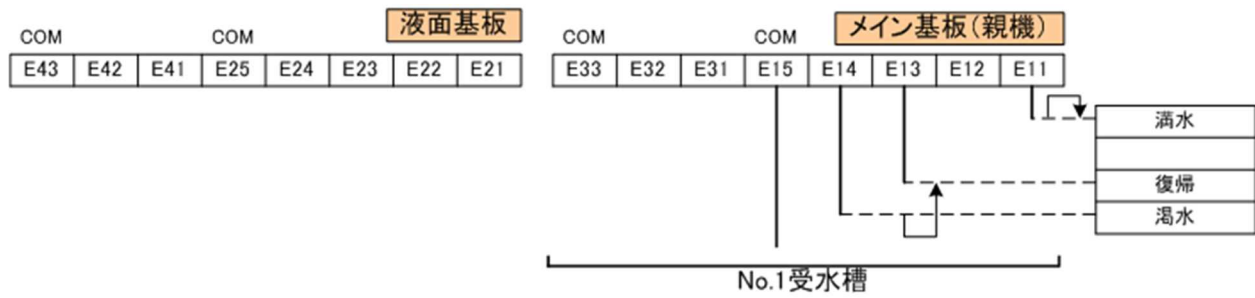 液面基板
メイン基板(親機)
COM COM COM COM
E43 E42 E41 E25 E24 E23 E22 E21 E33 E32 E31 E15 E14 E13 E12 E11
満水
復帰
渇水
No.1受水槽